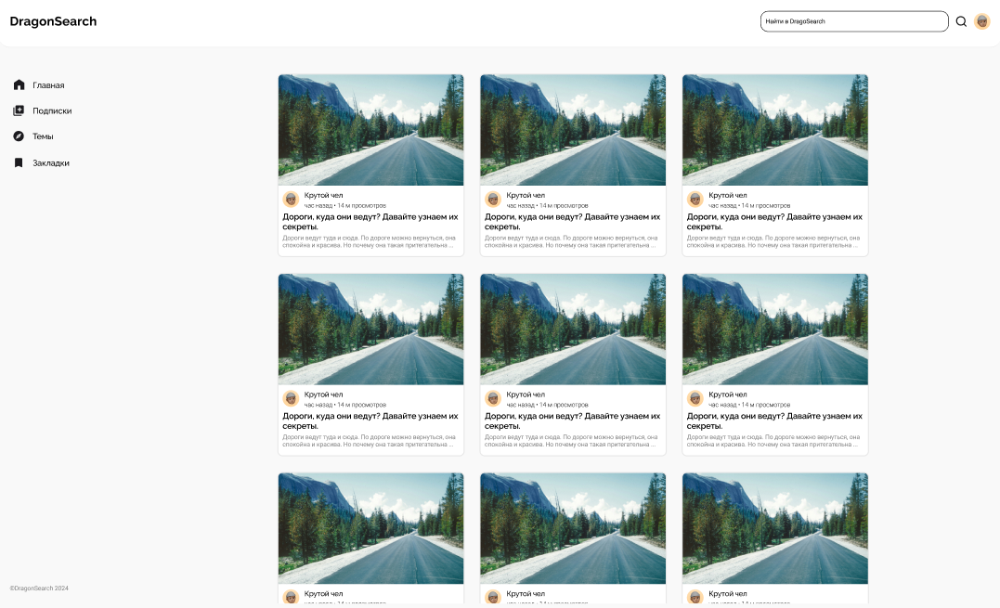 DragonSearch
Найти в DragoSearch
Главная
Подписки
Темы
Закладки
Крутой чел
час назад • 14 м просмотров
Дороги, куда они ведут? Давайте узнаем их
секреты.
Дороги ведут туда и сюда. По дороге можно вернуться, она
спокойна и красива. Но почему она такая притегательна ...
Крутой чел
час назад • 14 м просмотров
Дороги, куда они ведут? Давайте узнаем их
секреты.
Дороги ведут туда и сюда. По дороге можно вернуться, она
спокойна и красива. Но почему она такая притегательна ...
Крутой чел
час назад • 14 м просмотров
Дороги, куда они ведут? Давайте узнаем их
секреты.
Дороги ведут туда и сюда. По дороге можно вернуться, она
спокойна и красива. Но почему она такая притегательна ...
Крутой чел
час назад • 14 м просмотров
Дороги, куда они ведут? Давайте узнаем их
секреты.
Дороги ведут туда и сюда. По дороге можно вернуться, она
спокойна и красива. Но почему она такая притегательна ...
Крутой чел
час назад • 14 м просмотров
Дороги, куда они ведут? Давайте узнаем их
секреты.
Дороги ведут туда и сюда. По дороге можно вернуться, она
спокойна и красива. Но почему она такая притегательна ...
Крутой чел
час назад • 14 м просмотров
Дороги, куда они ведут? Давайте узнаем их
секреты.
Дороги ведут туда и сюда. По дороге можно вернуться, она
спокойна и красива. Но почему она такая притегательна ...
Крутой чел
Крутой чел
Крутой чел
©DragonSearch 2024